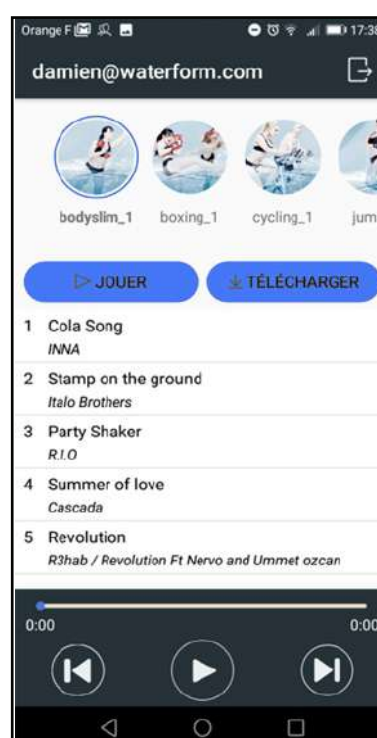 Orange F 17:38
damien@waterform.com
bodyslim_1 boxing_1 cycling_1 jum
JOUER TÉLÉCHARGER
1 Cola Song
INNA
2 Stamp on the ground
Italo Brothers
3 Party Shaker
R.I.O
4 Summer of love
Cascada
5 Revolution
R3hab / Revolution Ft Nervo and Ummet ozcan
0:00 0:00